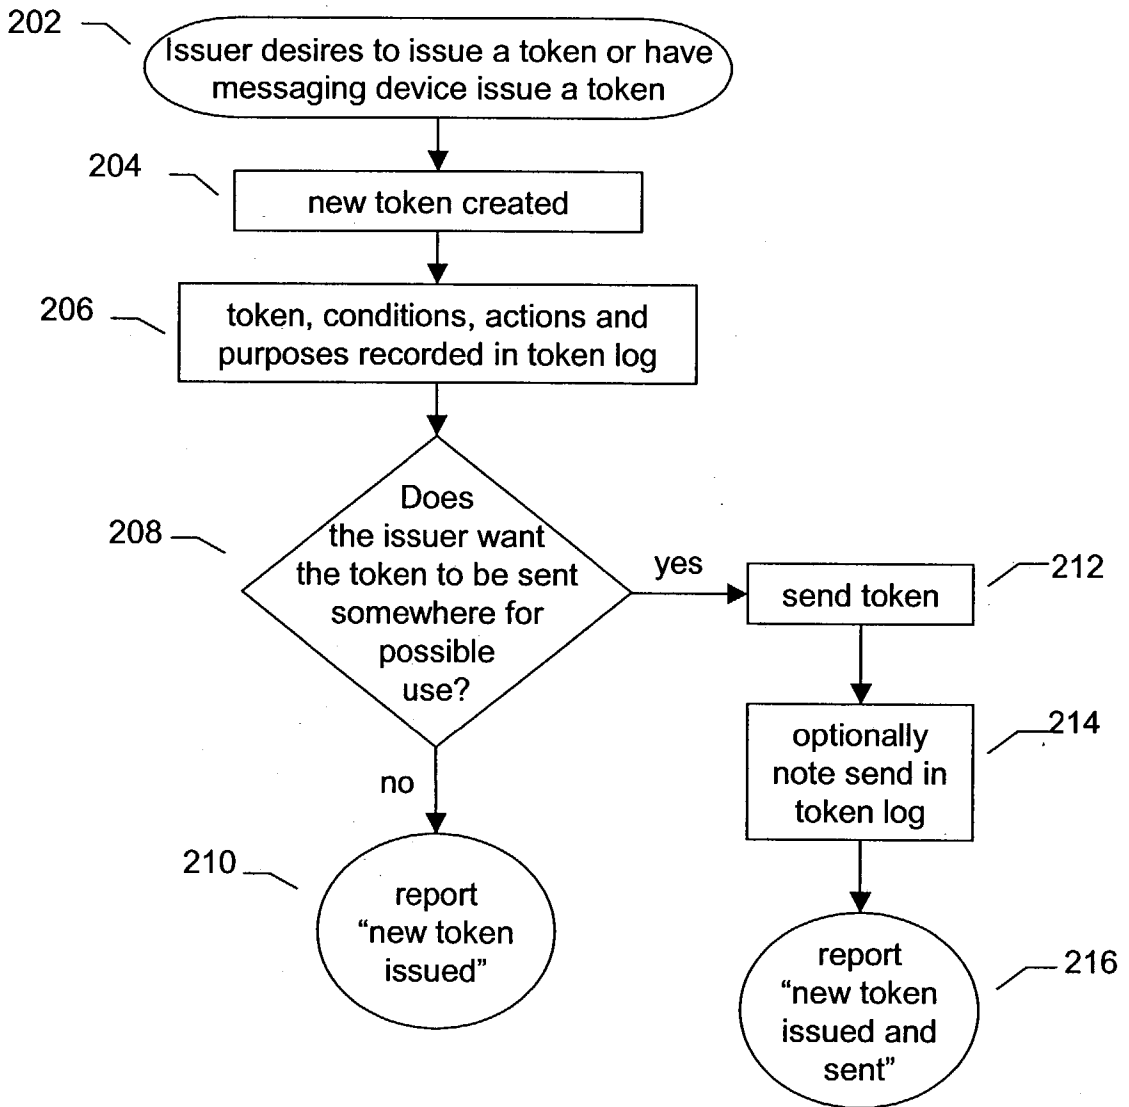 202
Issuer desires to issue a token or have
messaging device issue a token
204
new token created
206
token, conditions, actions and
purposes recorded in token log
208
Does
the issuer want
the token to be sent
somewhere for
possible
use?
yes
212
send token
214
optionally
note send in
token log
no
210
report
“new token
issued”
216
report
“new token
issued and
sent”